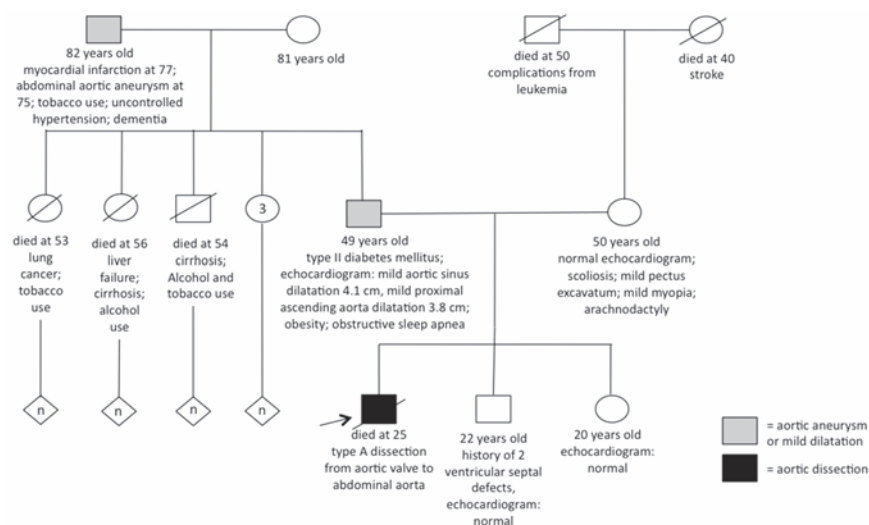 82 years old
myocardial infarction at 77;
abdominal aortic aneurysm at
75; tobacco use; uncontrolled
hypertension; dementia
81 years old
died at 50
complications from
leukemia
died at 40
stroke
died at 53
lung
cancer;
tobacco
use
died at 56
liver
failure;
cirrhosis;
alcohol
use
died at 54
cirrhosis;
Alcohol and
tobacco use
3
49 years old
type II diabetes mellitus;
echocardiogram: mild aortic sinus
dilatation 4.1 cm, mild proximal
ascending aorta dilatation 3.8 cm;
obesity; obstructive sleep apnea
50 years old
normal echocardiogram;
scoliosis; mild pectus
excavatum; mild myopia;
arachnodactyly
n
n
n
n
died at 25
type A dissection
from aortic valve to
abdominal aorta
22 years old
history of 2
ventricular septal
defects,
echocardiogram:
normal
20 years old
echocardiogram:
normal
= aortic aneurysm
or mild dilatation
= aortic dissection